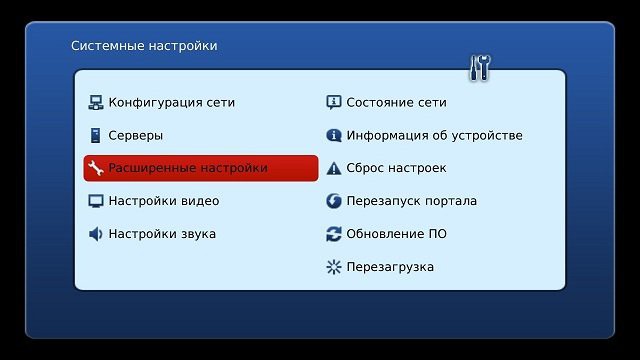 Системные настройки
Конфигурация сети
Серверы
Расширенные настройки
Настройки видео
Настройки звука
Состояние сети
Информация об устройстве
Сброс настроек
Перезапуск портала
Обновление ПО
Перезагрузка